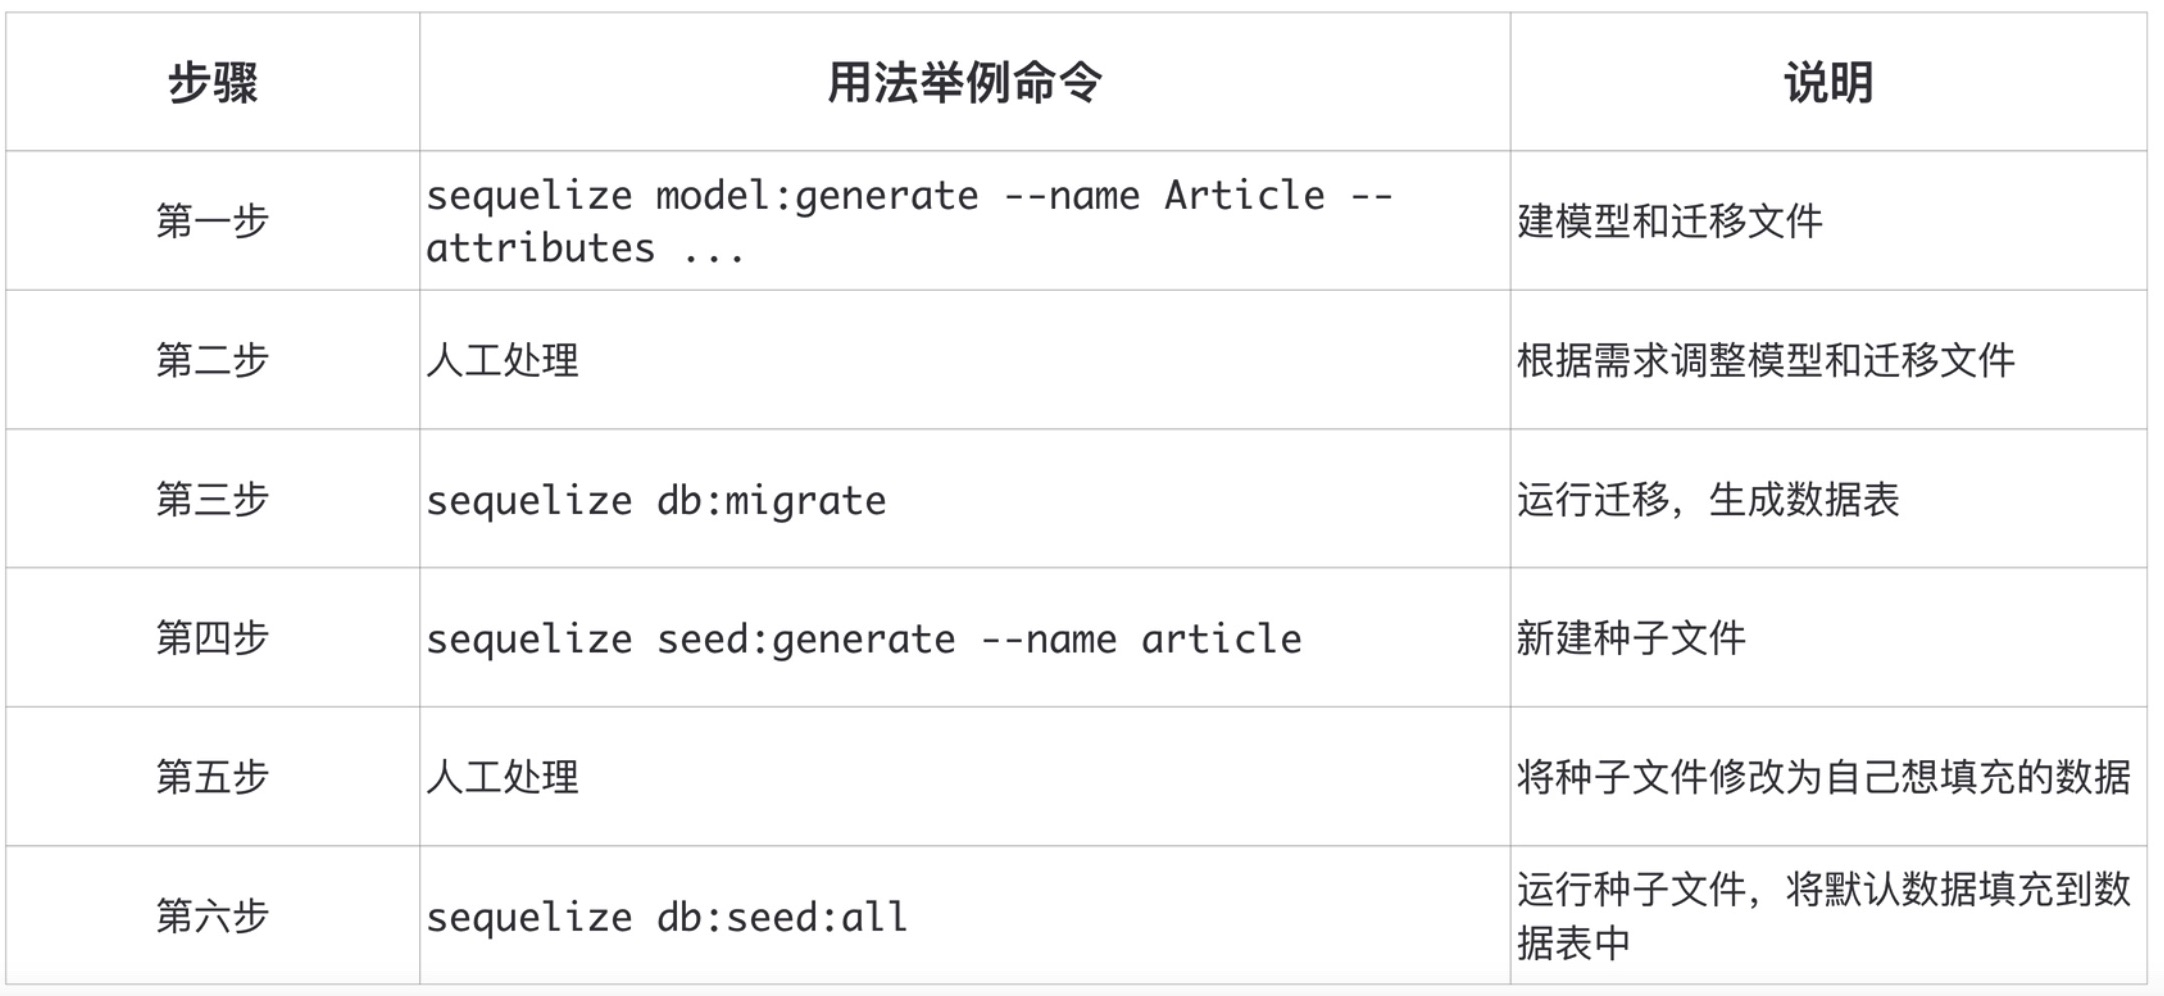 步骤 用法举例命令 说明
第一步 sequelize model:generate --name Article --
attributes ... 建模型和迁移文件
第二步 人工处理 根据需求调整模型和迁移文件
第三步 sequelize db:migrate 运行迁移，生成数据表
第四步 sequelize seed:generate --name article 新建种子文件
第五步 人工处理 将种子文件修改为自己想填充的数据
第六步 sequelize db:seed:all 运行种子文件，将默认数据填充到数
据表中